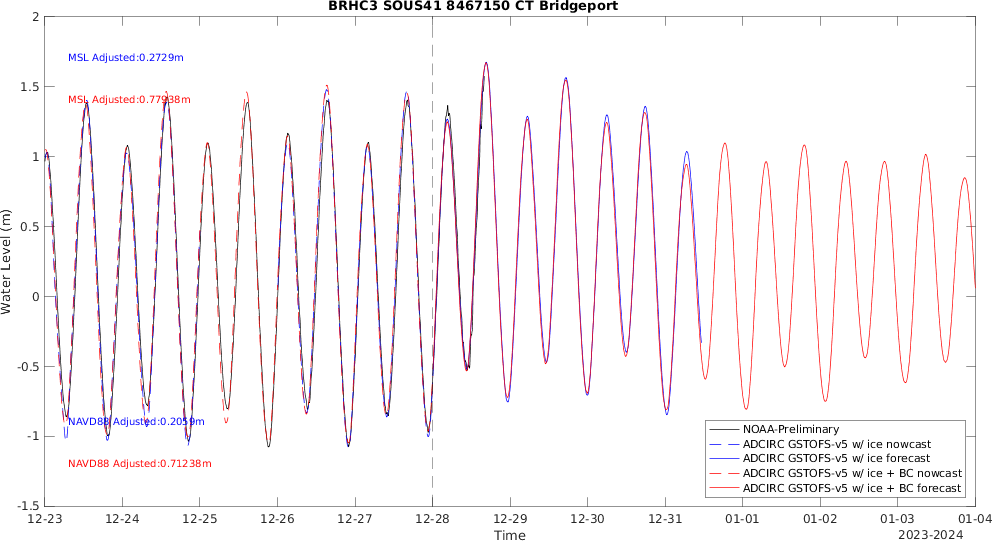 BRHC3 SOUS41 8467150 CT Bridgeport
2
1.5
1
0.5
0
-0.5
-1
-1.5
Water Level (m)
MSL Adjusted:0.2729m
MSL Adjusted:0.77938m
NAVD88 Adjusted:0.2059m
NAVD88 Adjusted:0.71238m
NOAA-Preliminary
ADCIRC GSTOFS-v5 w/ ice nowcast
ADCIRC GSTOFS-v5 w/ ice forecast
ADCIRC GSTOFS-v5 w/ ice + BC nowcast
ADCIRC GSTOFS-v5 w/ ice + BC forecast
12-23 12-24 12-25 12-26 12-27 12-28 12-29 12-30 12-31 01-01 01-02 01-03 01-04
Time
2023-2024